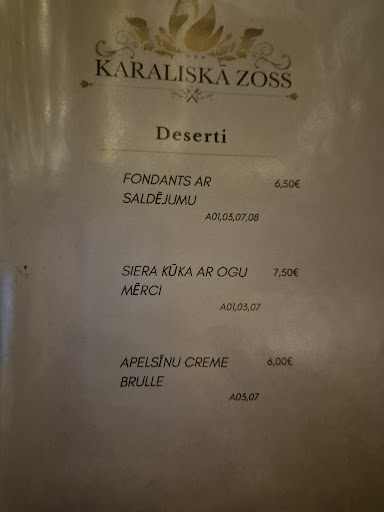 KARALISKĀ ZOSS
Deserti
FONDANTS AR 6,50€
SALDĒJUMU
A01,03,07,08
SIERA KŪKA AR OGU 7,50€
MĒRCI
A01,03,07
APELSĪNU CREME 6,00€
BRULLE
A03,07